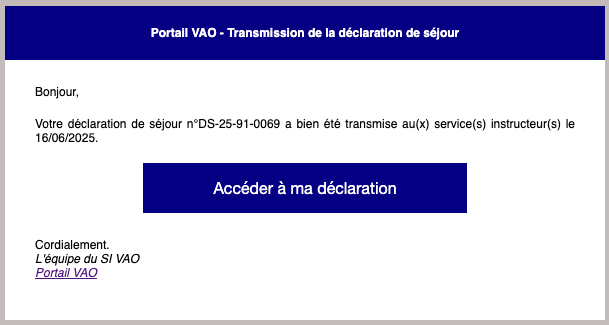 Portail VAO - Transmission de la déclaration de séjour
Bonjour,
Votre déclaration de séjour n°DS-25-91-0069 a bien été transmise au(x) service(s) instructeur(s) le
16/06/2025.
Accéder à ma déclaration
Cordialement.
L'équipe du SI VAO
Portail VAO